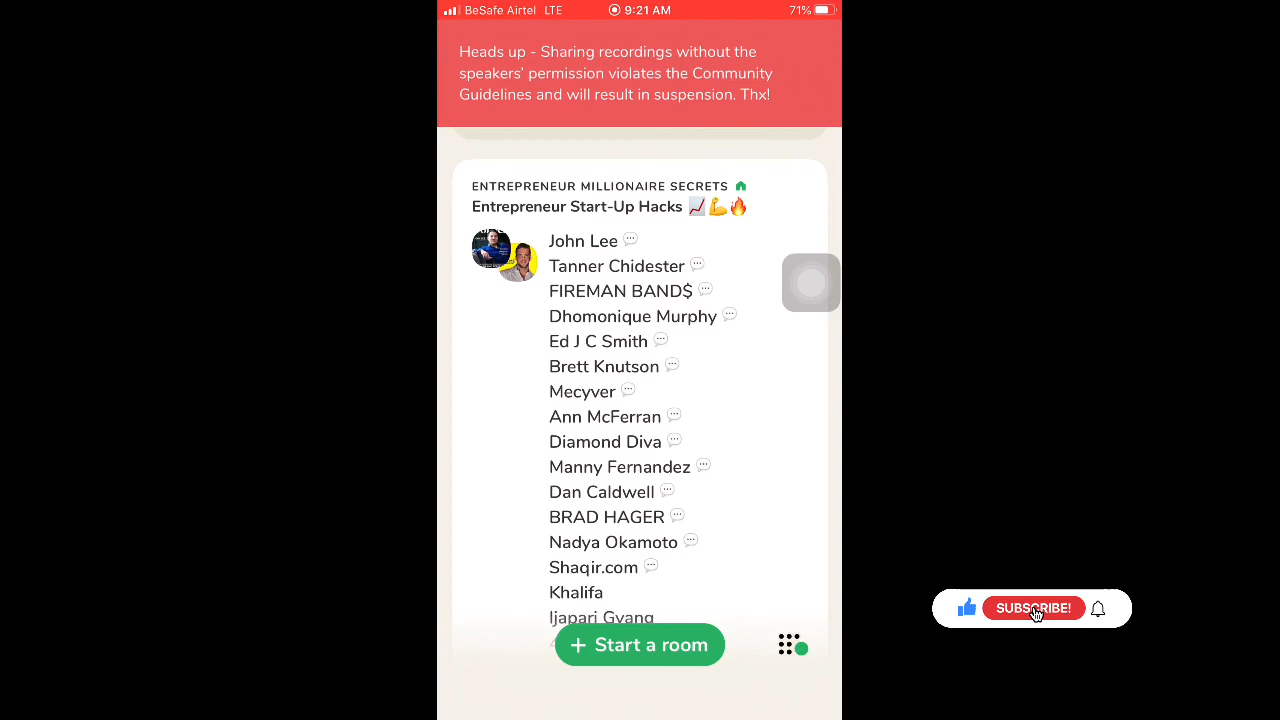 BeSafe Airtel LTE 9:21 AM 71%
Heads up - Sharing recordings without the
speakers' permission violates the Community
Guidelines and will result in suspension. Thx!
ENTREPRENEUR MILLIONAIRE SECRETS
Entrepreneur Start-Up Hacks 📈💪🔥
John Lee
Tanner Chidester
FIREMAN BAND$
Dhomonique Murphy
Ed J C Smith
Brett Knutson
Mecyver
Ann McFerran
Diamond Diva
Manny Fernandez
Dan Caldwell
BRAD HAGER
Nadya Okamoto
Shaqir.com
Khalifa
Ijapari Gyang
+ Start a room
SUBSCRIBE!